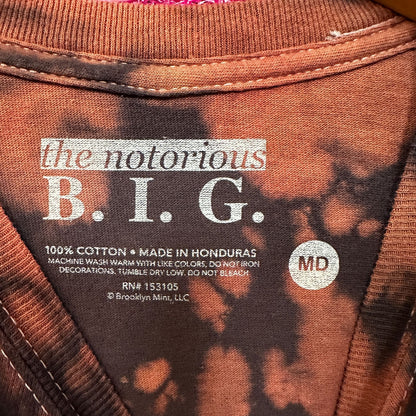 the notorious
B. I. G.
100% COTTON • MADE IN HONDURAS
MACHINE WASH WARM WITH LIKE COLORS, DO NOT IRON
DECORATIONS. TUMBLE DRY LOW. DO NOT BLEACH.
RN# 153105
© Brooklyn Mint, LLC
MD